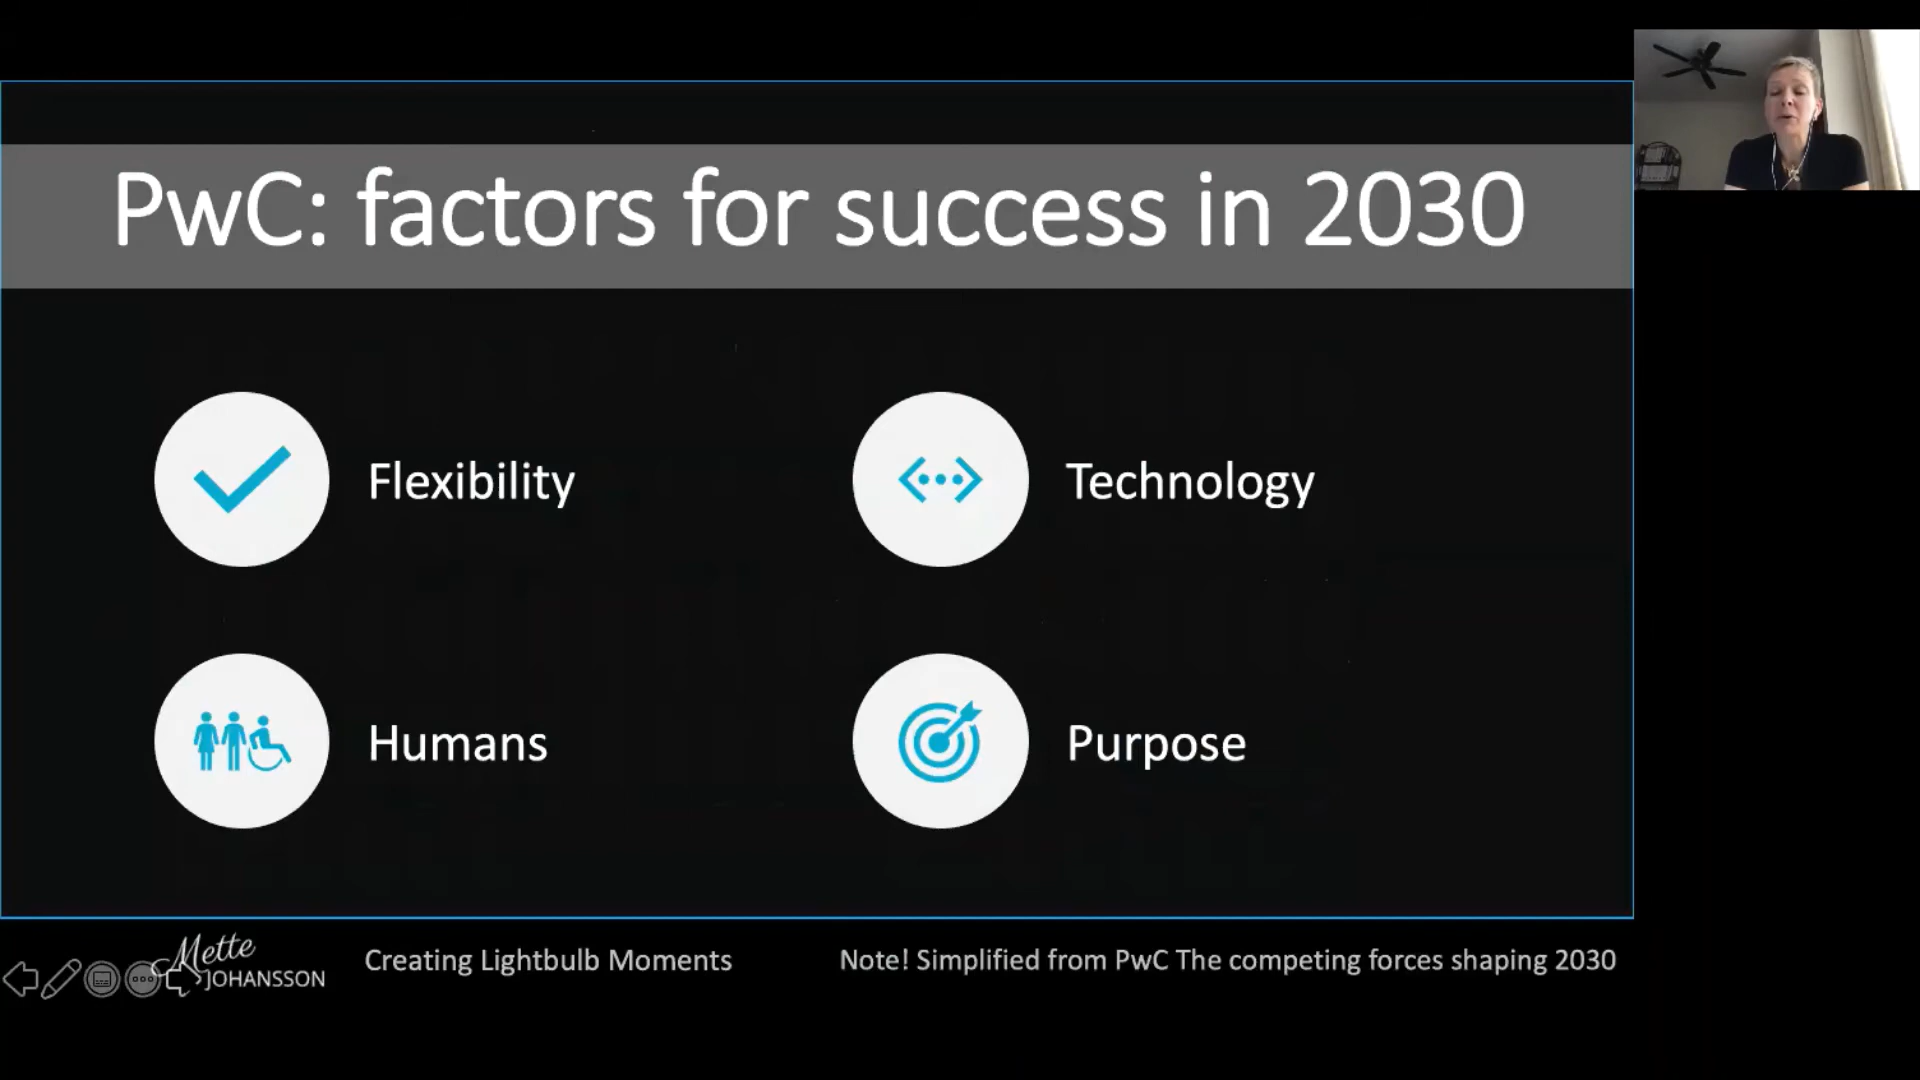 PwC: factors for success in 2030
Flexibility
Technology
Humans
Purpose
Mette
JOHANSSON
Creating Lightbulb Moments
Note! Simplified from PwC The competing forces shaping 2030